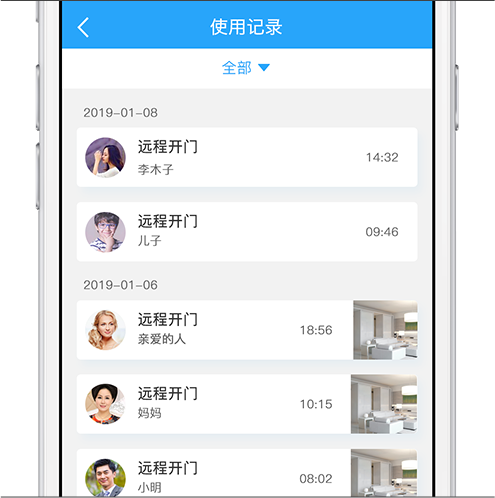 使用记录
全部
2019-01-08
远程开门
李木子
14:32
远程开门
儿子
09:46
2019-01-06
远程开门
亲爱的人
18:56
远程开门
妈妈
10:15
远程开门
小明
08:02